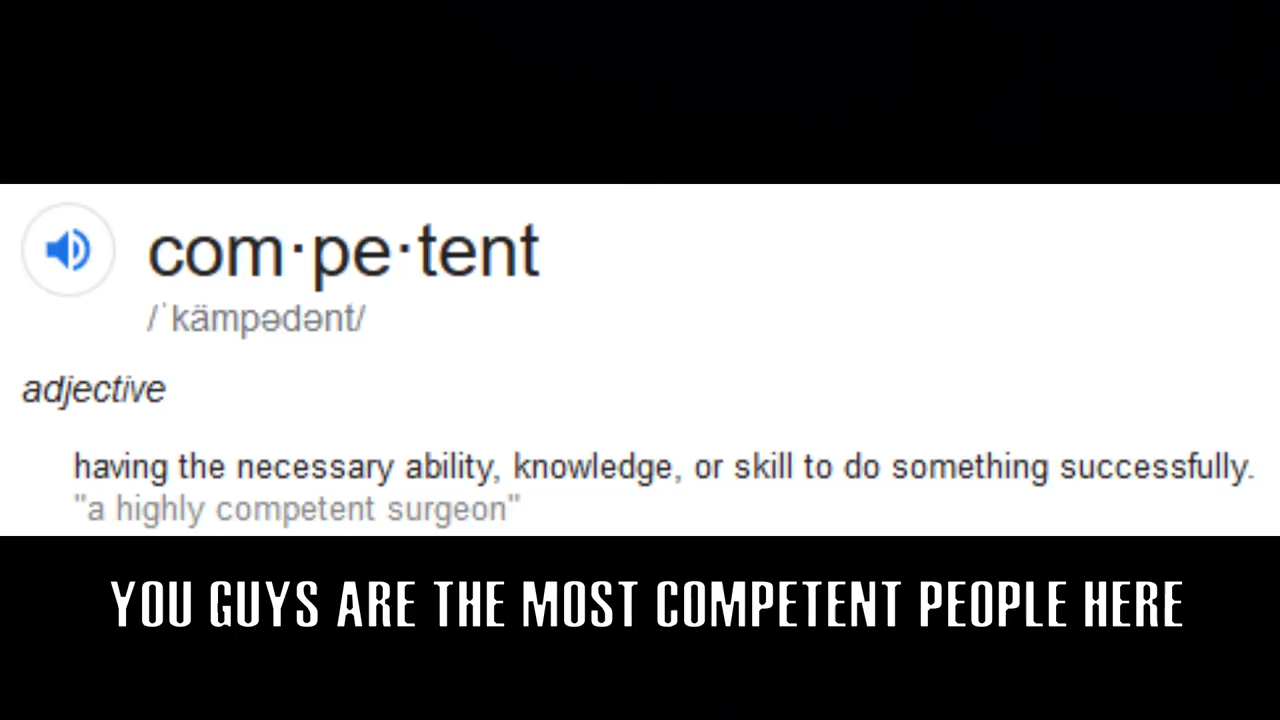 com·pe·tent
/ˈkämpədənt/
adjective
having the necessary ability, knowledge, or skill to do something successfully.
"a highly competent surgeon"
YOU GUYS ARE THE MOST COMPETENT PEOPLE HERE